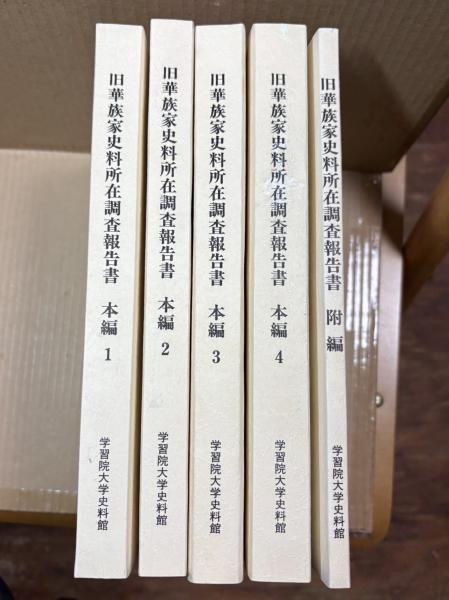 旧華族家史料所在調査報告書 本編 1 学習院大学史料館
旧華族家史料所在調査報告書 本編 2 学習院大学史料館
旧華族家史料所在調査報告書 本編 3 学習院大学史料館
旧華族家史料所在調査報告書 本編 4 学習院大学史料館
旧華族家史料所在調査報告書 附編 学習院大学史料館